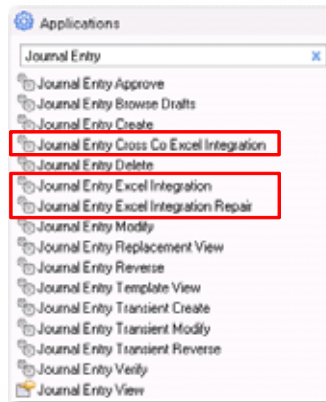 Applications
Journal Entry
Journal Entry Approve
Journal Entry Browse Drafts
Journal Entry Create
Journal Entry Cross Co Excel Integration
Journal Entry Delete
Journal Entry Excel Integration
Journal Entry Excel Integration Repair
Journal Entry Modify
Journal Entry Replacement View
Journal Entry Reverse
Journal Entry Template View
Journal Entry Transient Create
Journal Entry Transient Modify
Journal Entry Transient Reverse
Journal Entry Verify
Journal Entry View